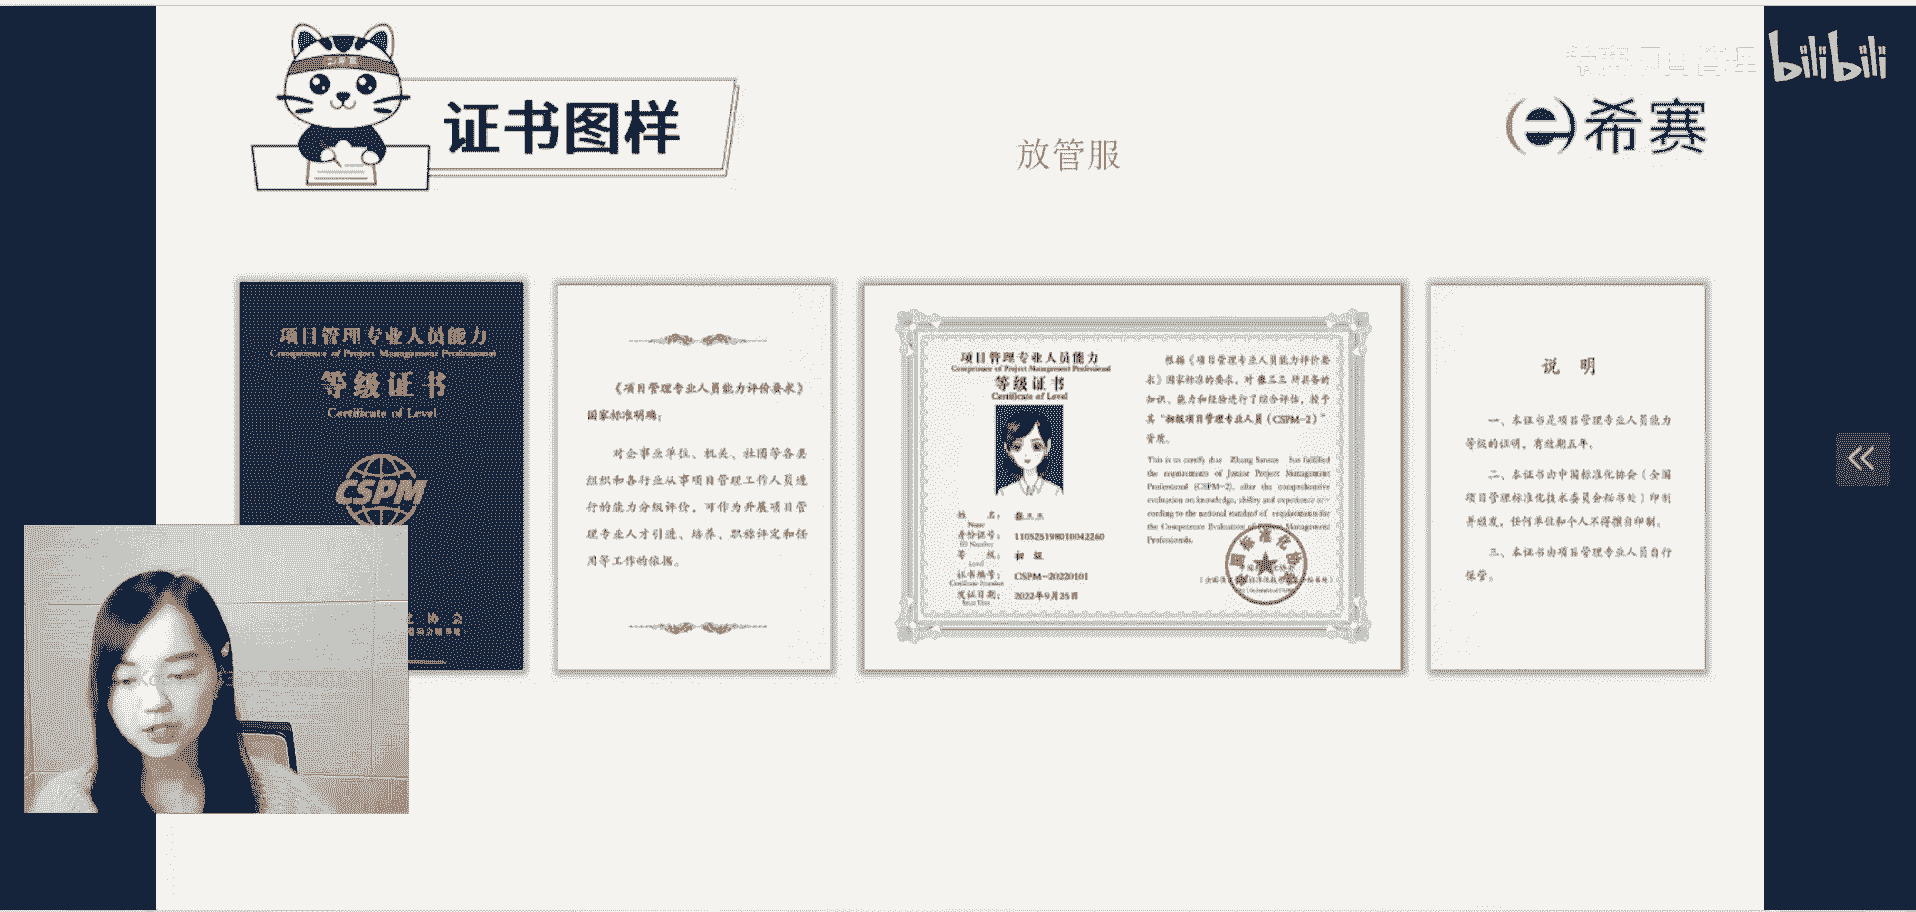 bilibili
证书图样
放管服
希赛
项目管理专业人员能力
Competence of Project Management Professional
等级证书
Certificate of Level
CSPM
《项目管理专业人员能力评价要求》
国家标准明确:
对企事业单位、机关、社团等各类
组织和各行业从事项目管理工作人员进
行的能力分级评价,可作为开展项目管
理专业人才引进、培养、职称评定和任
用等工作的依据。
项目管理专业人员能力
Competence of Project Management Professional
等级证书
Certificate of Level
姓 名: 张三三
Name
身份证号: 110525198010042260
ID Number
等 级: 初 级
Level
证书编号: CSPM-20220101
发证日期: 2022年9月25日
根据《项目管理专业人员能力评价要
求》国家标准的要求,对 张三三 所具备的
知识、能力和经验进行了综合评估,授予
其“初级项目管理专业人员(CSPM-2)”
资质。
This is to certify that Zhang Sansan has fulfilled
the requirements of Junior Project Management
Professional (CSPM-2), after the comprehensive
evaluation on knowledge, ability and experience ac-
cording to the national standard of requirements for
the Competence Evaluation of Project Management
Professionals.
说 明
一、本证书是项目管理专业人员能力
等级的证明,有效期五年。
二、本证书由中国标准化协会(全国
项目管理标准化技术委员会秘书处)印制
并颁发,任何单位和个人不得擅自印制。
三、本证书由项目管理专业人员自行
保管。